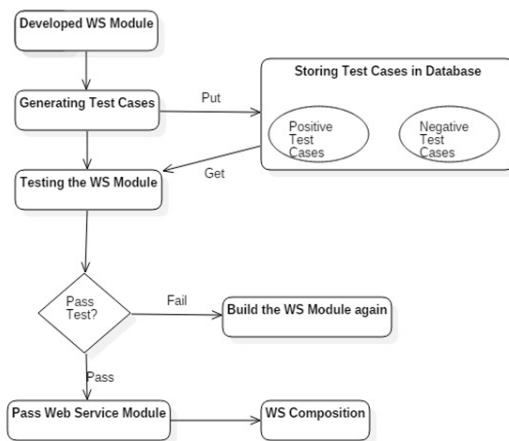 Developed WS Module
Storing Test Cases in Database
Generating Test Cases
Put
Positive
Test
Cases
Negative
Test
Cases
Get
Testing the WS Module
Pass
Test?
Fail
Build the WS Module again
Pass
Pass Web Service Module
WS Composition